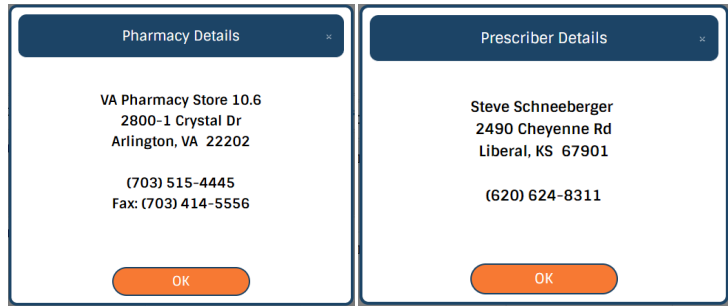 Pharmacy Details
VA Pharmacy Store 10.6
2800-1 Crystal Dr
Arlington, VA 22202
(703) 515-4445
Fax: (703) 414-5556
OK
Prescriber Details
Steve Schneeberger
2490 Cheyenne Rd
Liberal, KS 67901
(620) 624-8311
OK